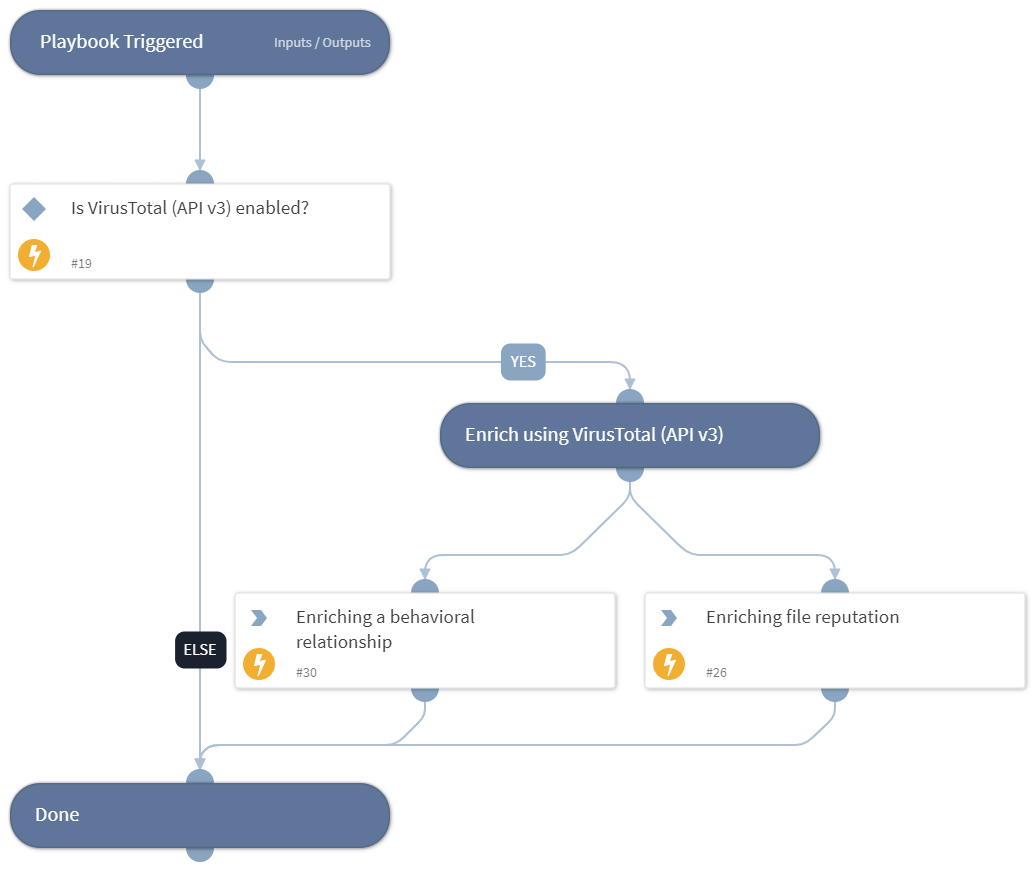 Playbook Triggered
Inputs / Outputs
Is VirusTotal (API v3) enabled?
#19
YES
Enrich using VirusTotal (API v3)
Enriching a behavioral
relationship
#30
Enriching file reputation
#26
ELSE
Done